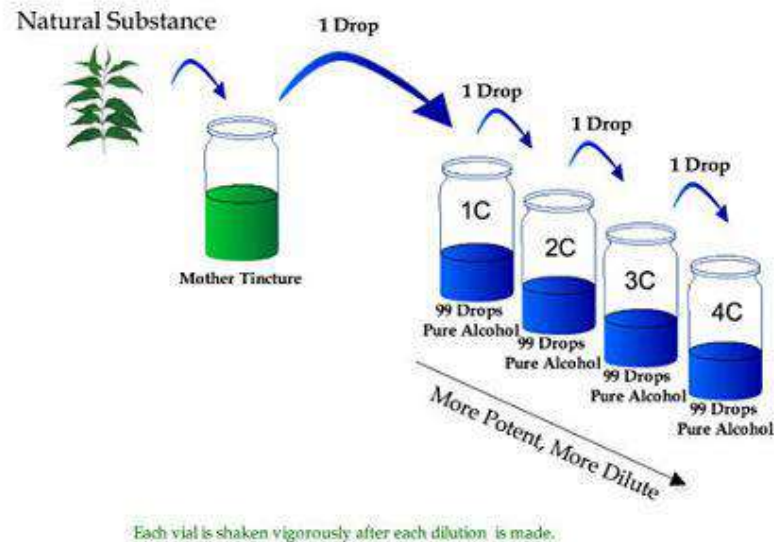 Natural Substance
1 Drop
1 Drop
1 Drop
1 Drop
Mother Tincture
1C
2C
3C
4C
99 Drops
Pure Alcohol
99 Drops
Pure Alcohol
99 Drops
Pure Alcohol
99 Drops
Pure Alcohol
More Potent, More Dilute
Each vial is shaken vigorously after each dilution is made.